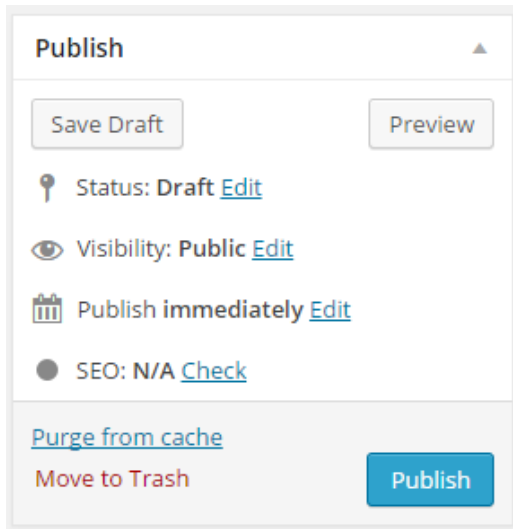 Publish
Save Draft Preview
Status: Draft Edit
Visibility: Public Edit
Publish immediately Edit
SEO: N/A Check
Purge from cache
Move to Trash Publish